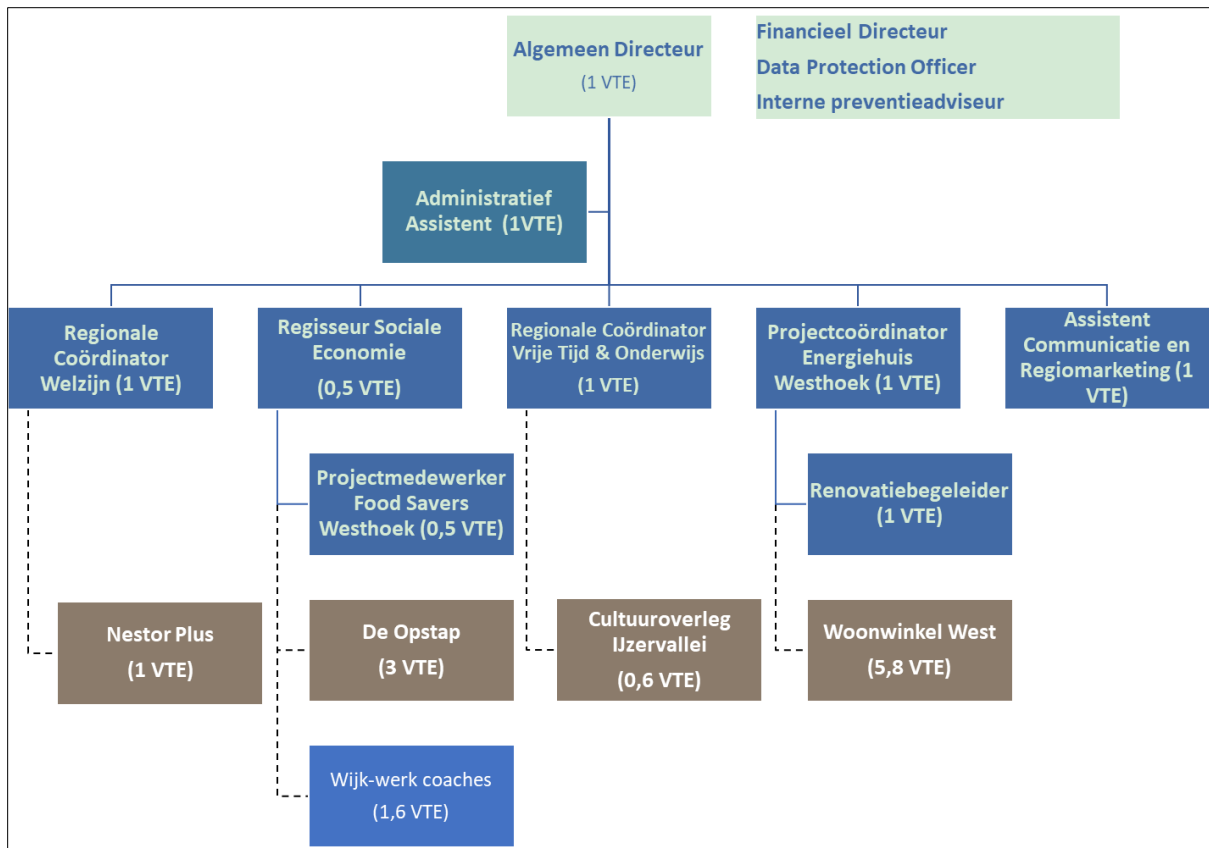 Algemeen Directeur
(1 VTE)
Financieel Directeur
Data Protection Officer
Interne preventieadviseur
Administratief
Assistent (1VTE)
Regionale
Coördinator
Welzijn (1 VTE)
Regisseur Sociale
Economie
(0,5 VTE)
Regionale Coördinator
Vrije Tijd & Onderwijs
(1 VTE)
Projectcoördinator
Energiehuis
Westhoek (1 VTE)
Assistent
Communicatie en
Regiomarketing (1
VTE)
Projectmedewerker
Food Savers
Westhoek (0,5 VTE)
Renovatiebegeleider
(1 VTE)
Nestor Plus
(1 VTE)
De Opstap
(3 VTE)
Cultuuroverleg
IJzervallei
(0,6 VTE)
Woonwinkel West
(5,8 VTE)
Wijk-werk coaches
(1,6 VTE)